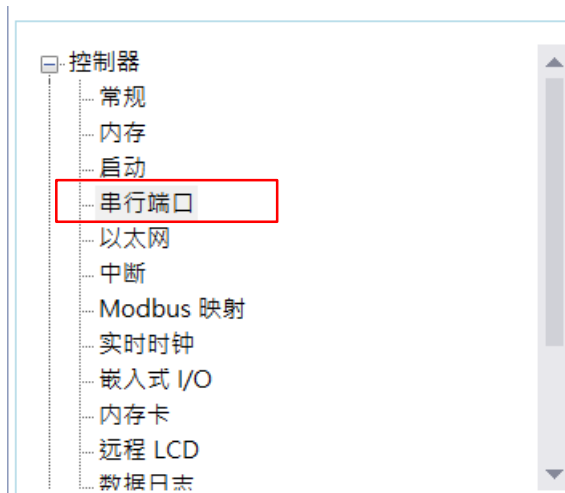 控制器
常规
内存
启动
串行端口
以太网
中断
Modbus 映射
实时时钟
嵌入式 I/O
内存卡
远程 LCD
数据日志